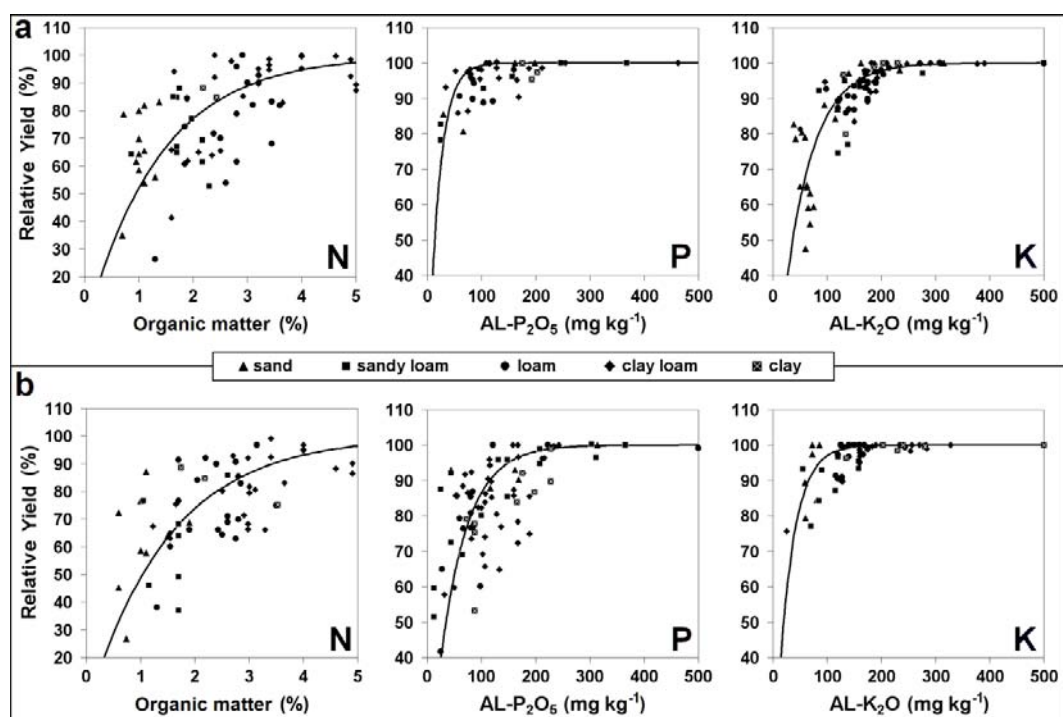 a
Relative Yield (%)
110
100
90
80
70
60
50
40
30
20
N
0 1 2 3 4 5
Organic matter (%)
110
100
90
80
70
60
50
40
P
0 100 200 300 400 500
AL-P₂O₅ (mg kg⁻¹)
110
100
90
80
70
60
50
40
K
0 100 200 300 400 500
AL-K₂O (mg kg⁻¹)
sand sandy loam loam clay loam clay
b
Relative Yield (%)
110
100
90
80
70
60
50
40
30
20
N
0 1 2 3 4 5
Organic matter (%)
110
100
90
80
70
60
50
40
P
0 100 200 300 400 500
AL-P₂O₅ (mg kg⁻¹)
110
100
90
80
70
60
50
40
K
0 100 200 300 400 500
AL-K₂O (mg kg⁻¹)